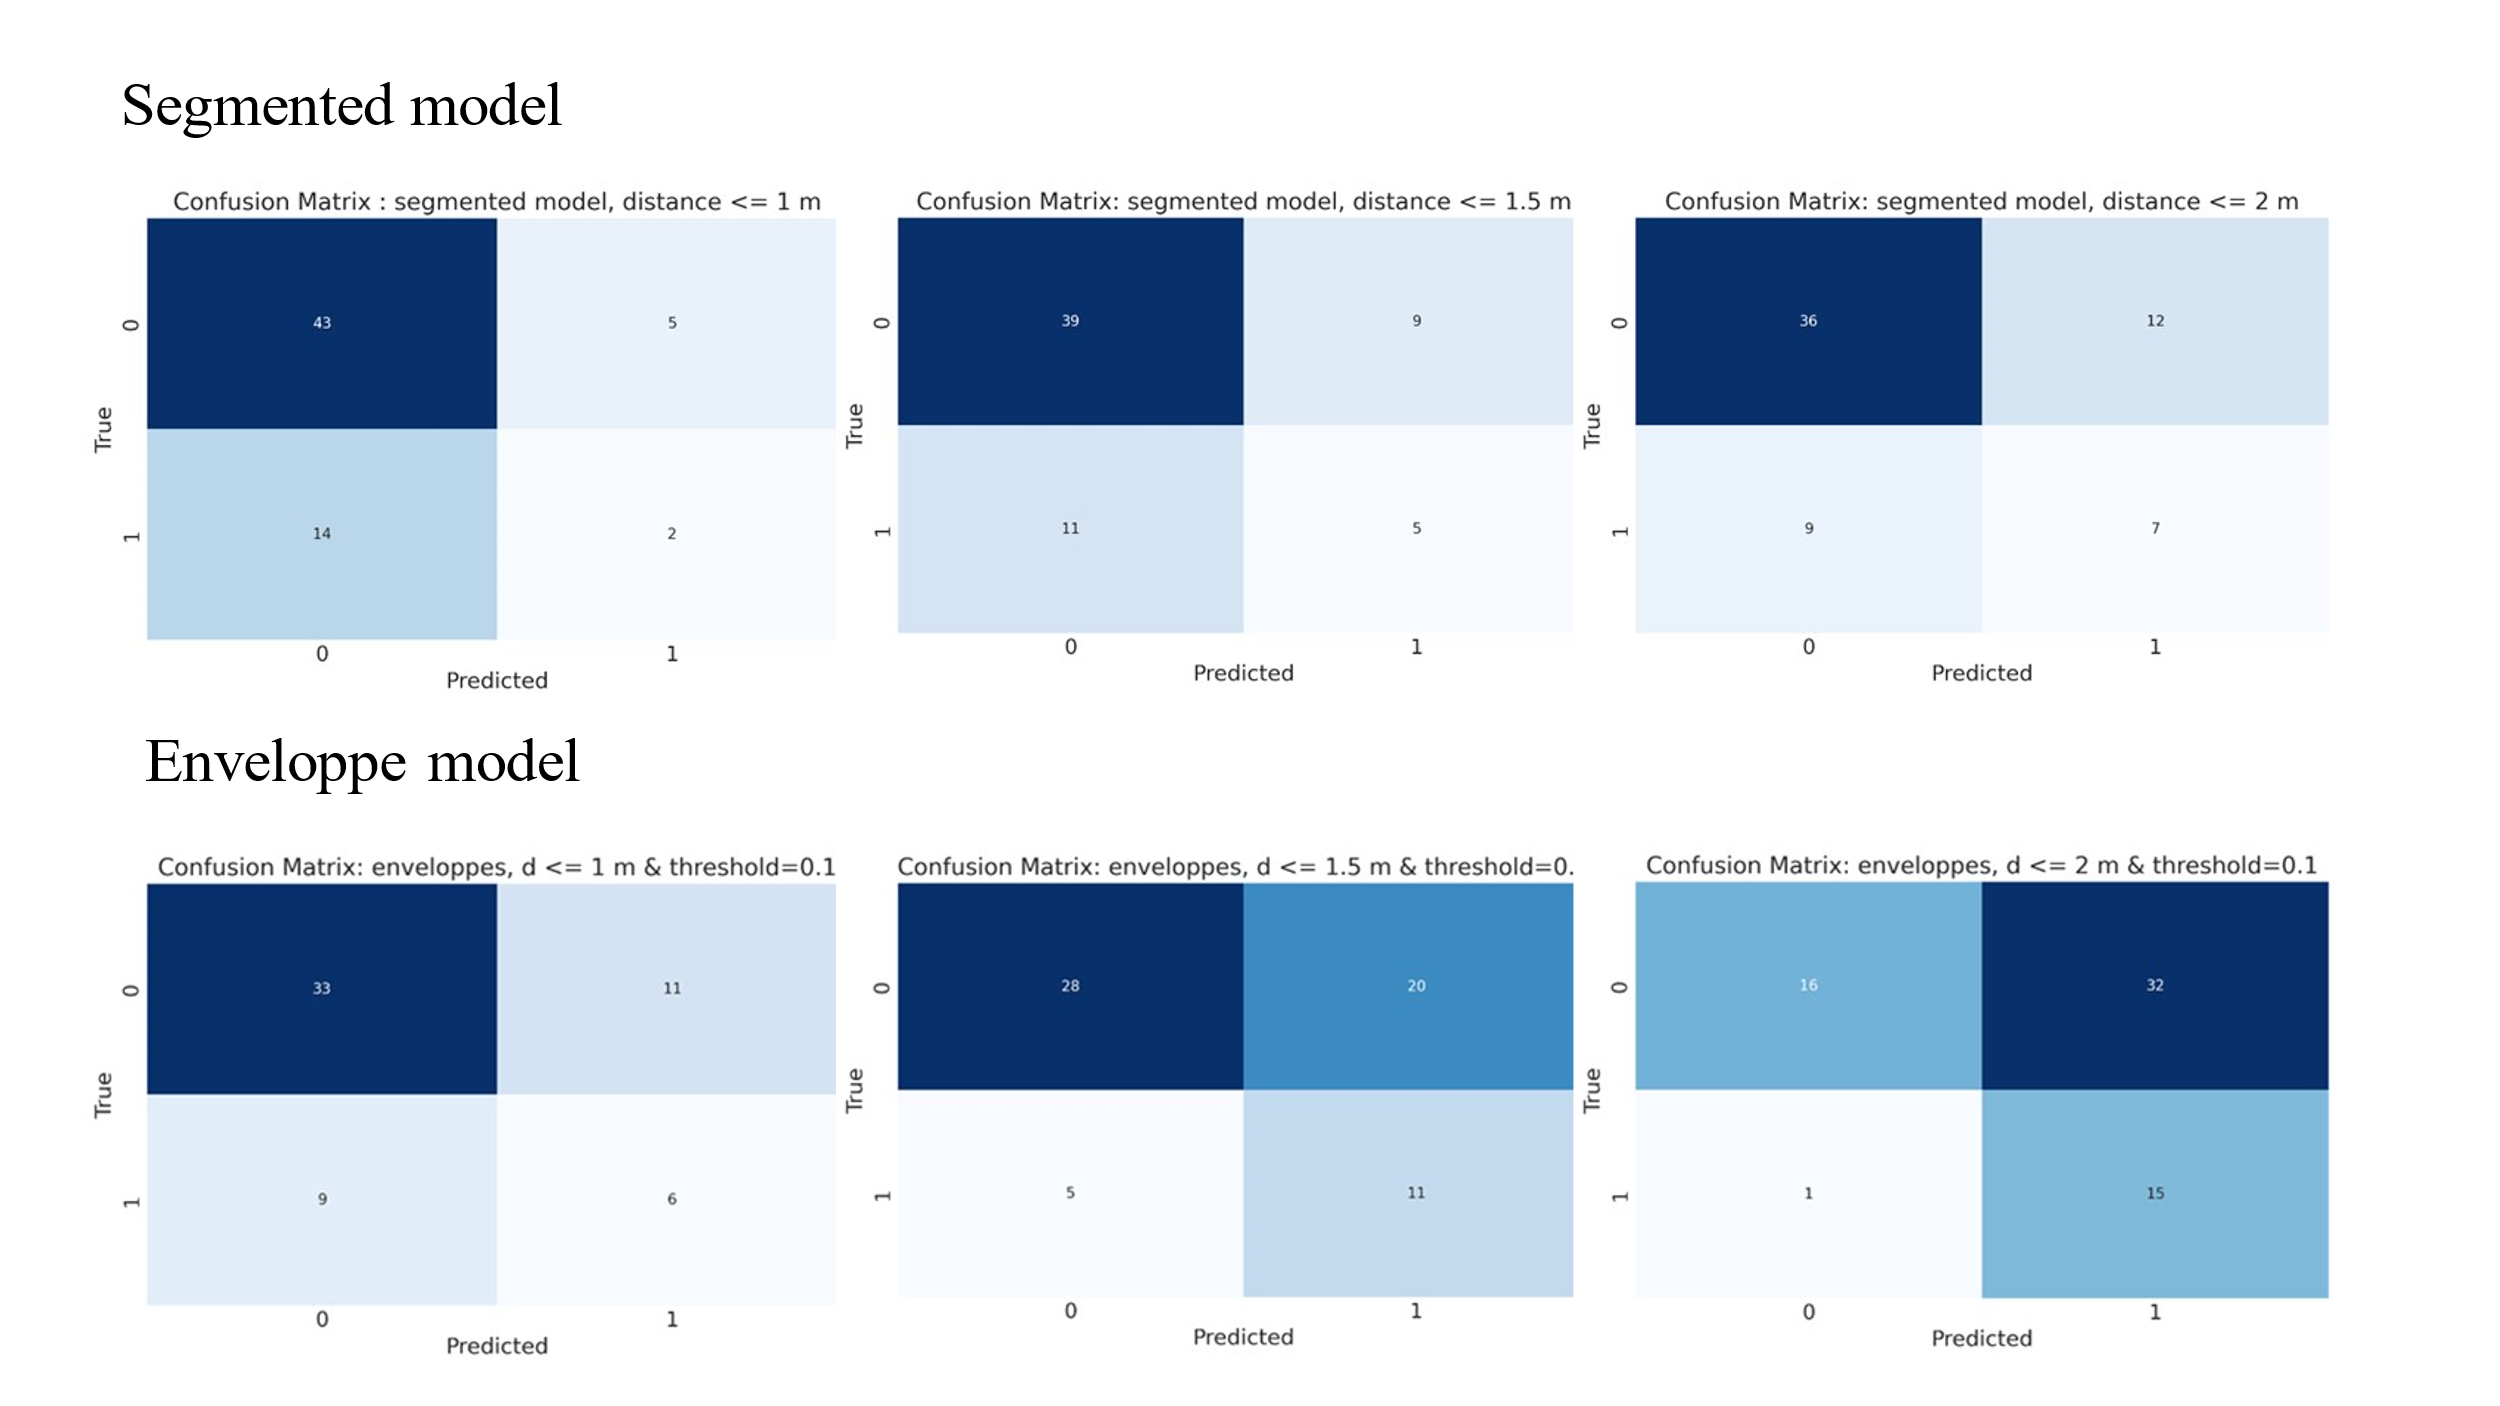 Segmented model
Confusion Matrix : segmented model, distance <= 1 m
0
43
5
True
1
14
2
0
1
Predicted
Confusion Matrix: segmented model, distance <= 1.5 m
0
39
9
True
1
11
5
0
1
Predicted
Confusion Matrix: segmented model, distance <= 2 m
0
36
12
True
1
9
7
0
1
Predicted
Enveloppe model
Confusion Matrix: enveloppes, d <= 1 m & threshold=0.1
0
33
11
True
1
9
6
0
1
Predicted
Confusion Matrix: enveloppes, d <= 1.5 m & threshold=0.
0
28
20
True
1
5
11
0
1
Predicted
Confusion Matrix: enveloppes, d <= 2 m & threshold=0.1
0
16
32
True
1
1
15
0
1
Predicted